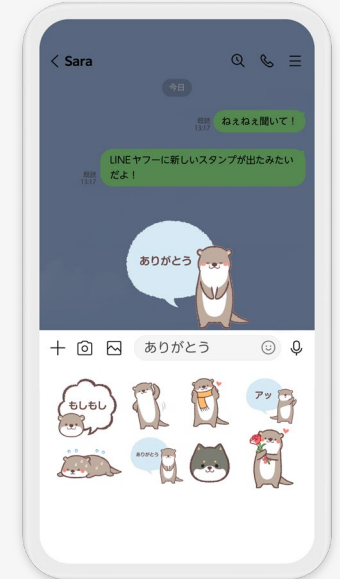 Sara
今日
既読
13:17
ねぇねぇ聞いて！
LINEヤフーに新しいスタンプが出たみたい
だよ！
既読
13:17
ありがとう
ありがとう
もしもし
アッ
ありがとう